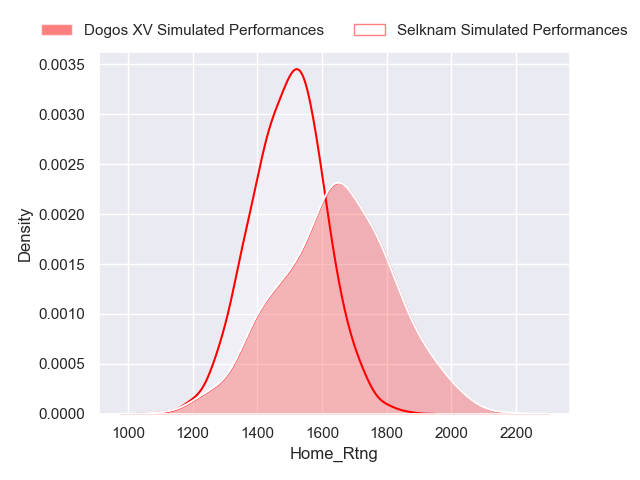 Dogos XV Simulated Performances
Selknam Simulated Performances
0.0035
0.0030
0.0025
0.0020
0.0015
0.0010
0.0005
0.0000
Density
1000 1200 1400 1600 1800 2000 2200
Home_Rtng